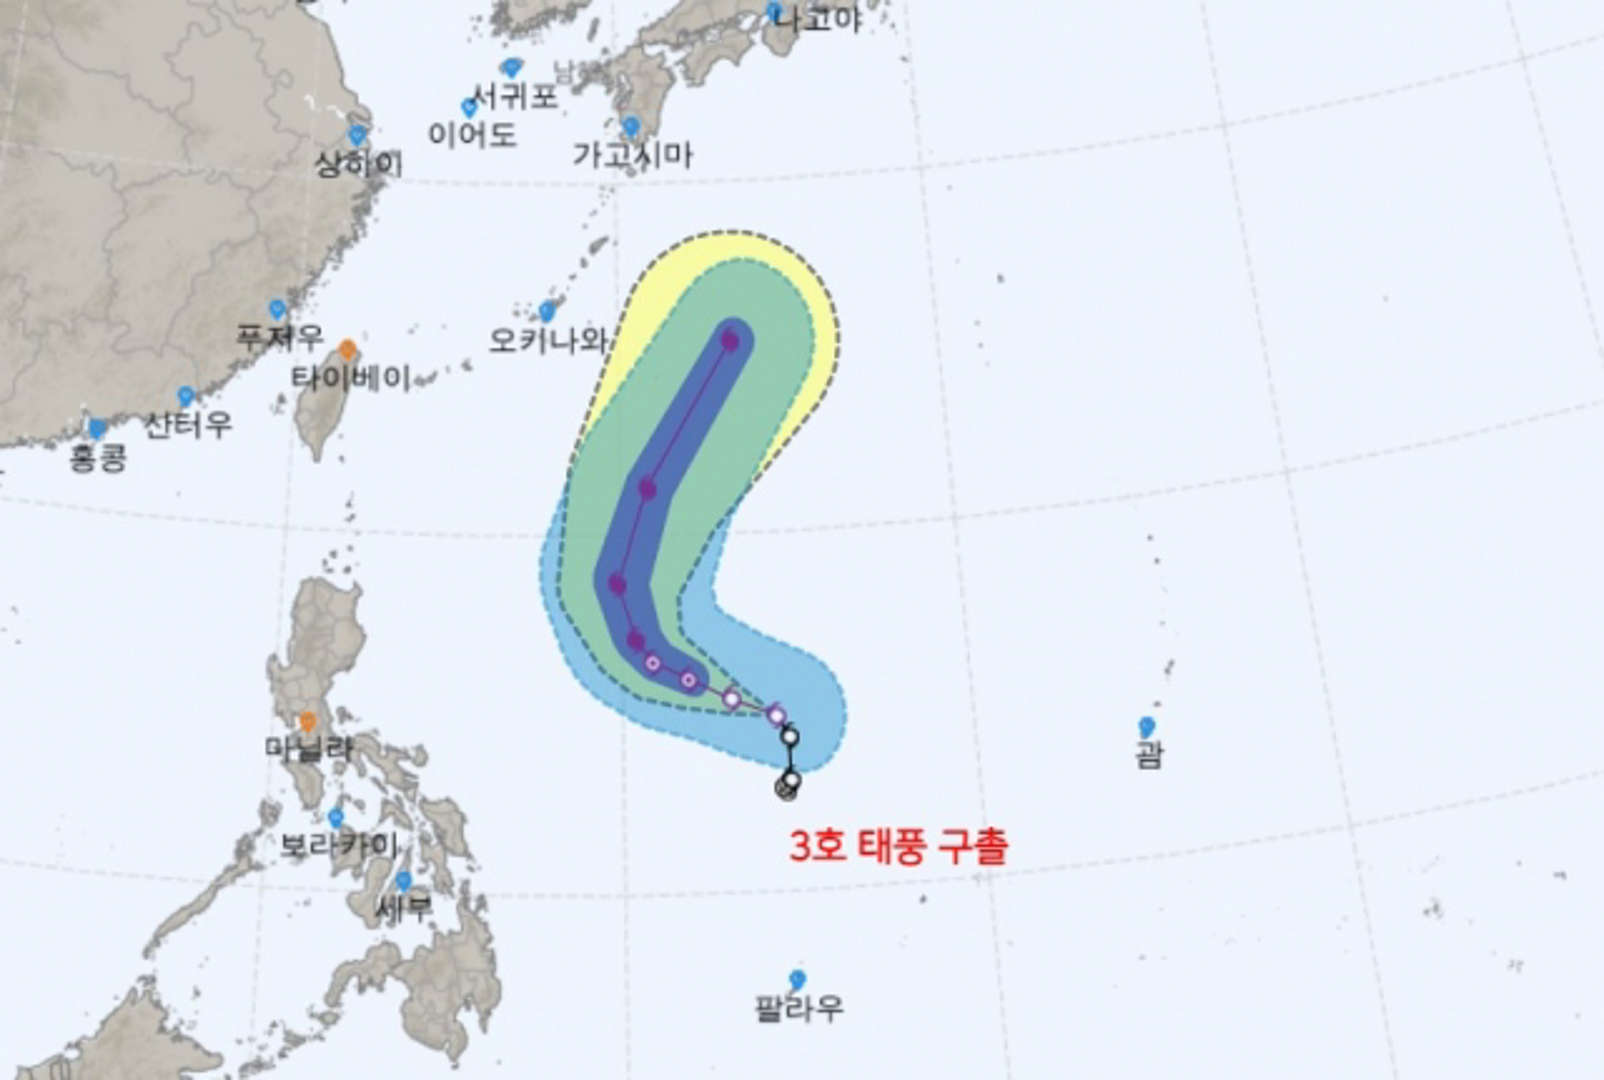 나고야
남
서귀포
이어도
상하이
가고시마
푸저우
오키나와
타이베이
산터우
홍콩
마닐라
괌
보라카이
3호 태풍 구촐
세부
팔라우